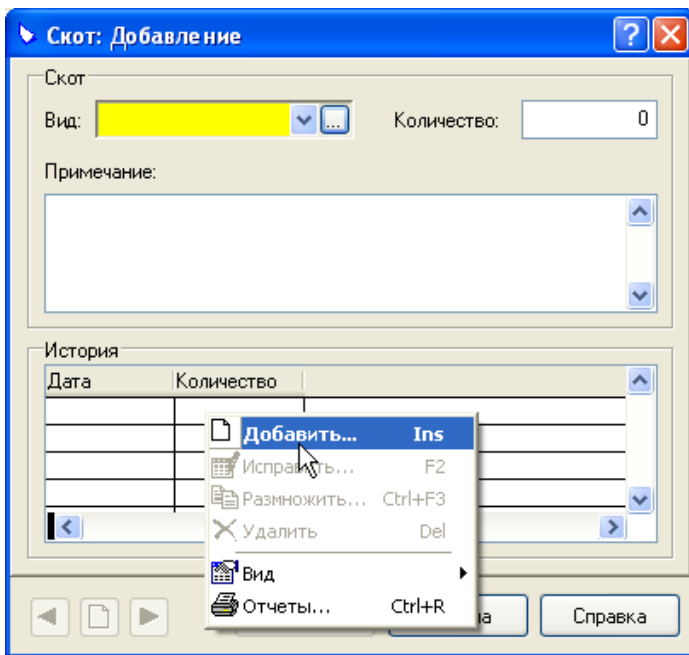 Скот: Добавление
Скот
Вид:
...
Количество:
0
Примечание:
История
Дата Количество
Добавить... Ins
Исправить... F2
Размножить... Ctrl+F3
Удалить Del
Вид
Отчеты... Ctrl+R
Справка